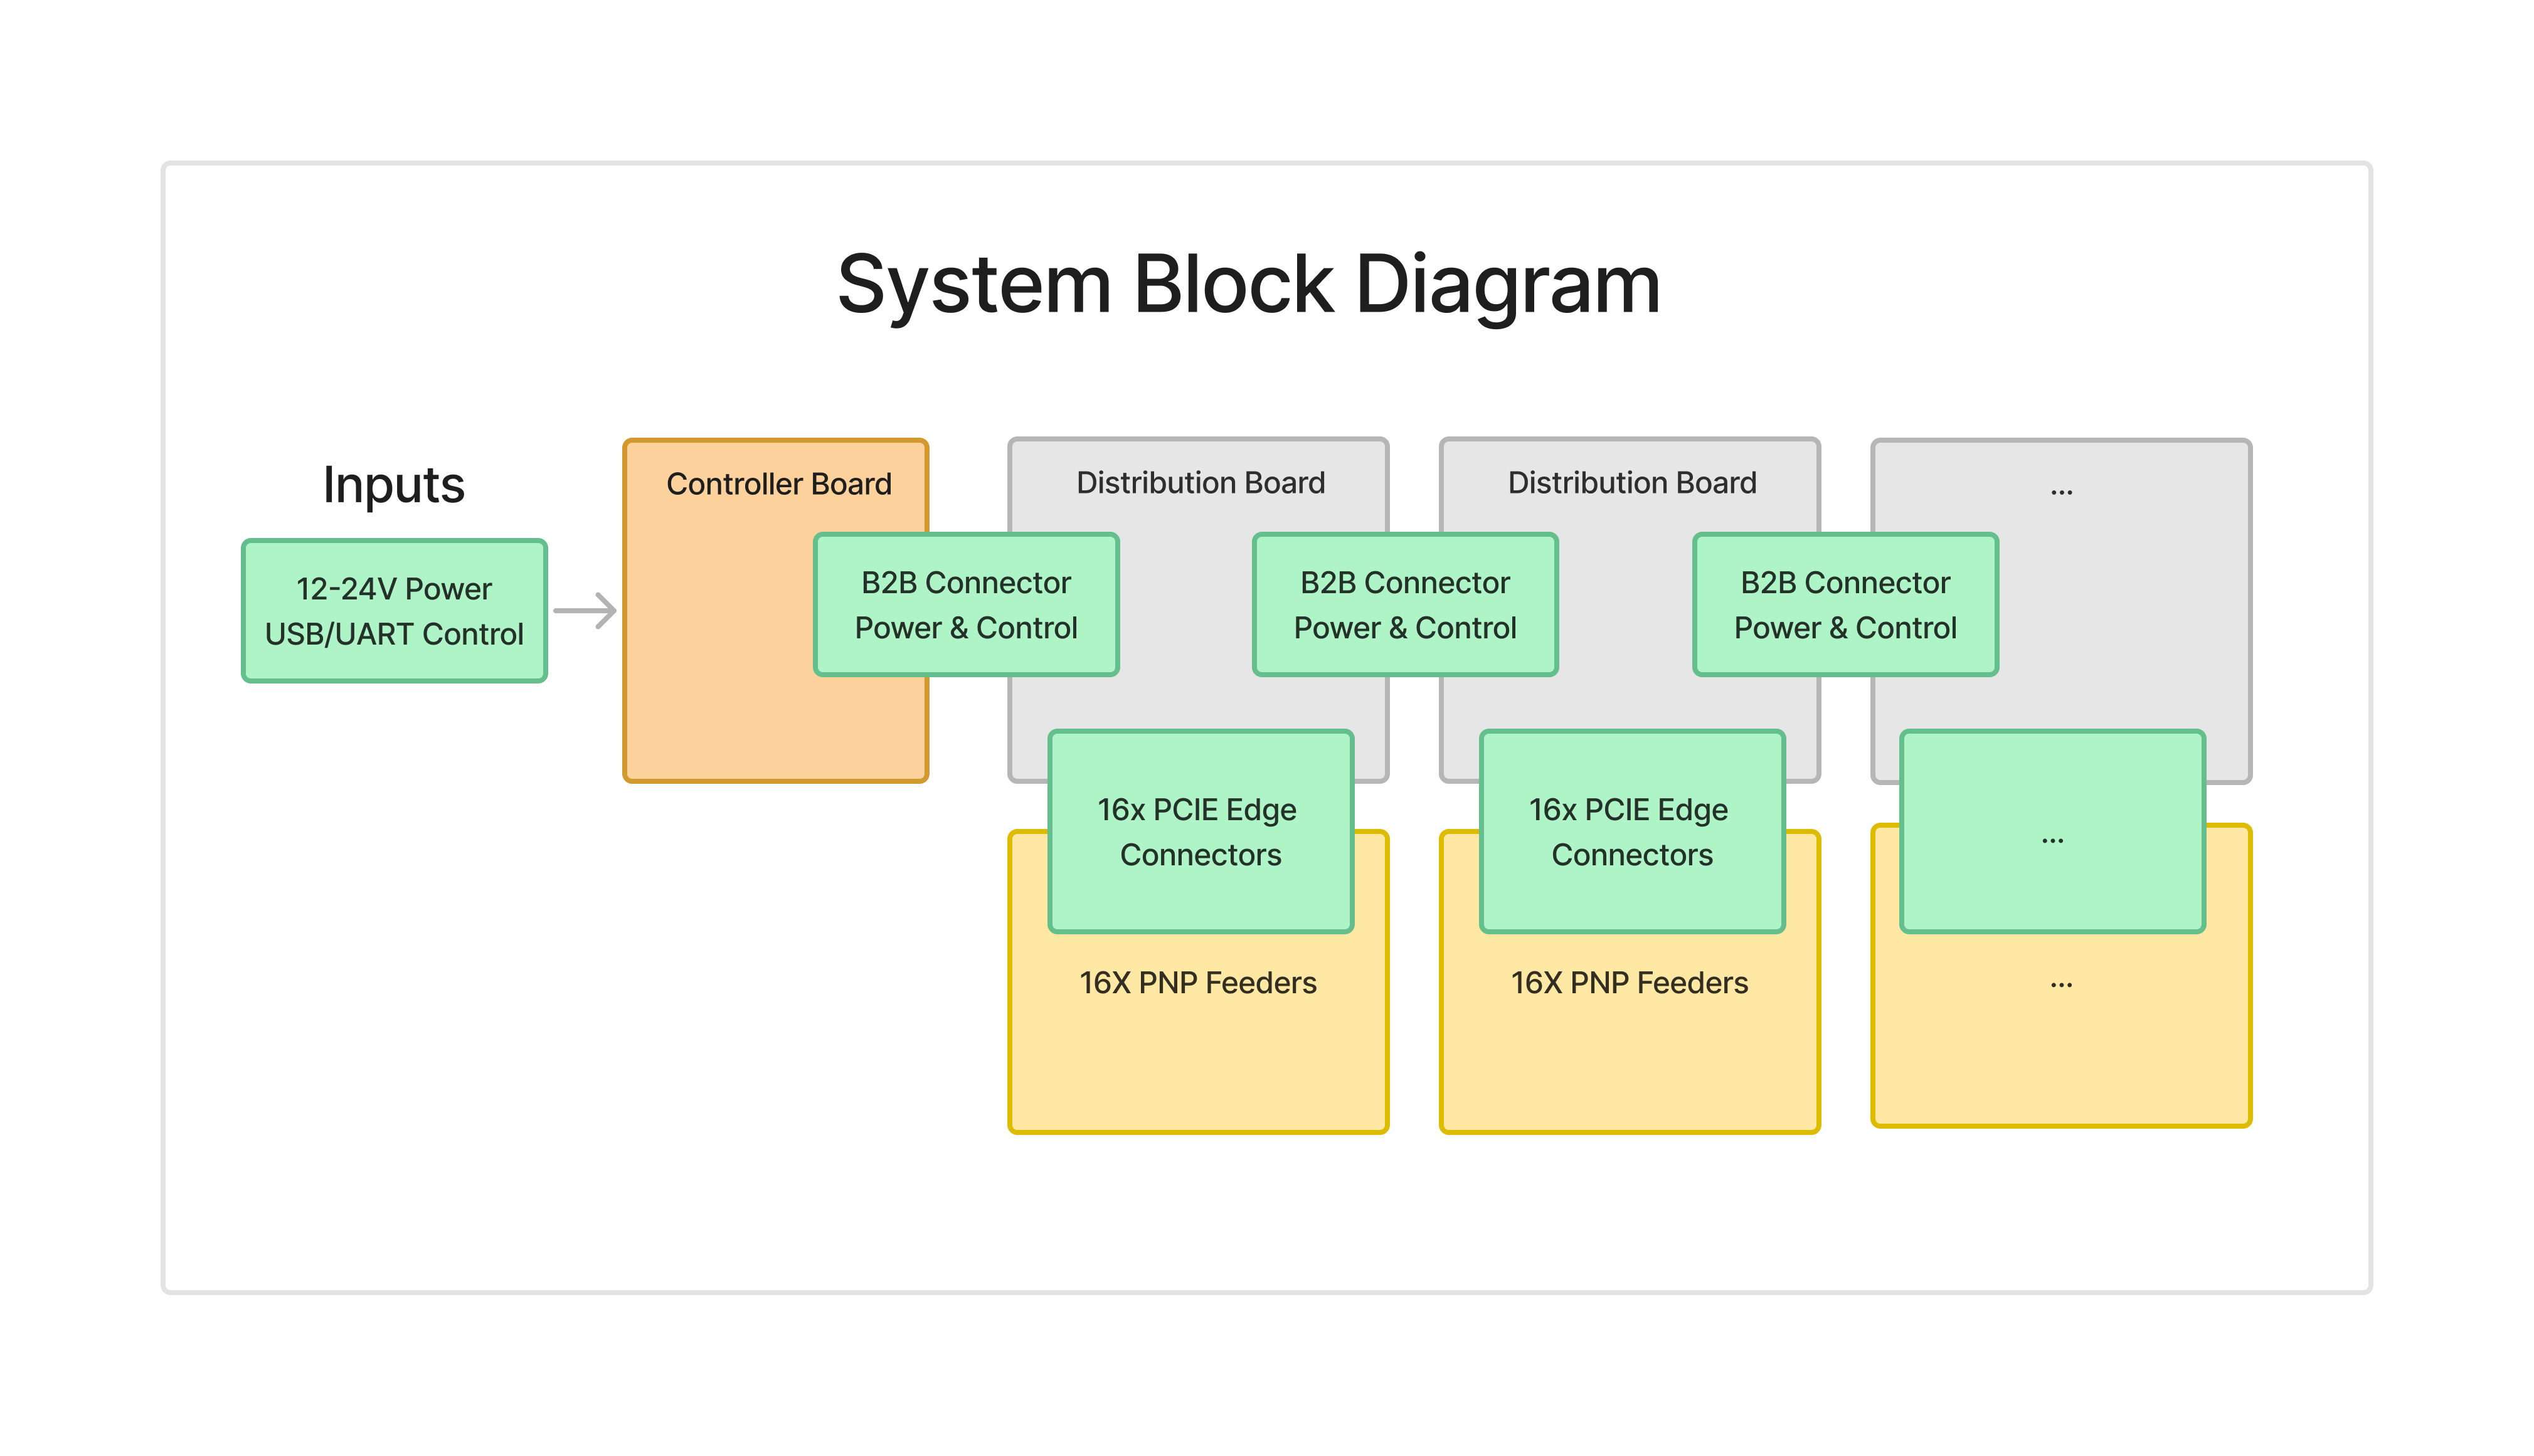 System Block Diagram
Inputs
12-24V Power
USB/UART Control
Controller Board
B2B Connector
Power & Control
Distribution Board
B2B Connector
Power & Control
Distribution Board
B2B Connector
Power & Control
...
16x PCIE Edge
Connectors
16X PNP Feeders
16x PCIE Edge
Connectors
16X PNP Feeders
...
...